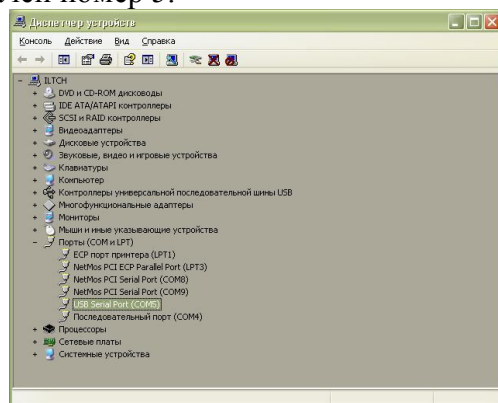 номер 5.
Диспетчер устройств
Консоль Действие Вид Справка
ILTCH
DVD и CD-ROM дисководы
IDE ATA/ATAPI контроллеры
SCSI и RAID контроллеры
Видеоадаптеры
Дисковые устройства
Звуковые, видео и игровые устройства
Клавиатуры
Компьютер
Контроллеры универсальной последовательной шины USB
Многофункциональные адаптеры
Мониторы
Мыши и иные указывающие устройства
Порты (COM и LPT)
ECP порт принтера (LPT1)
NetMos PCI ECP Parallel Port (LPT3)
NetMos PCI Serial Port (COM8)
NetMos PCI Serial Port (COM9)
USB Serial Port (COM5)
Последовательный порт (COM4)
Процессоры
Сетевые платы
Системные устройства